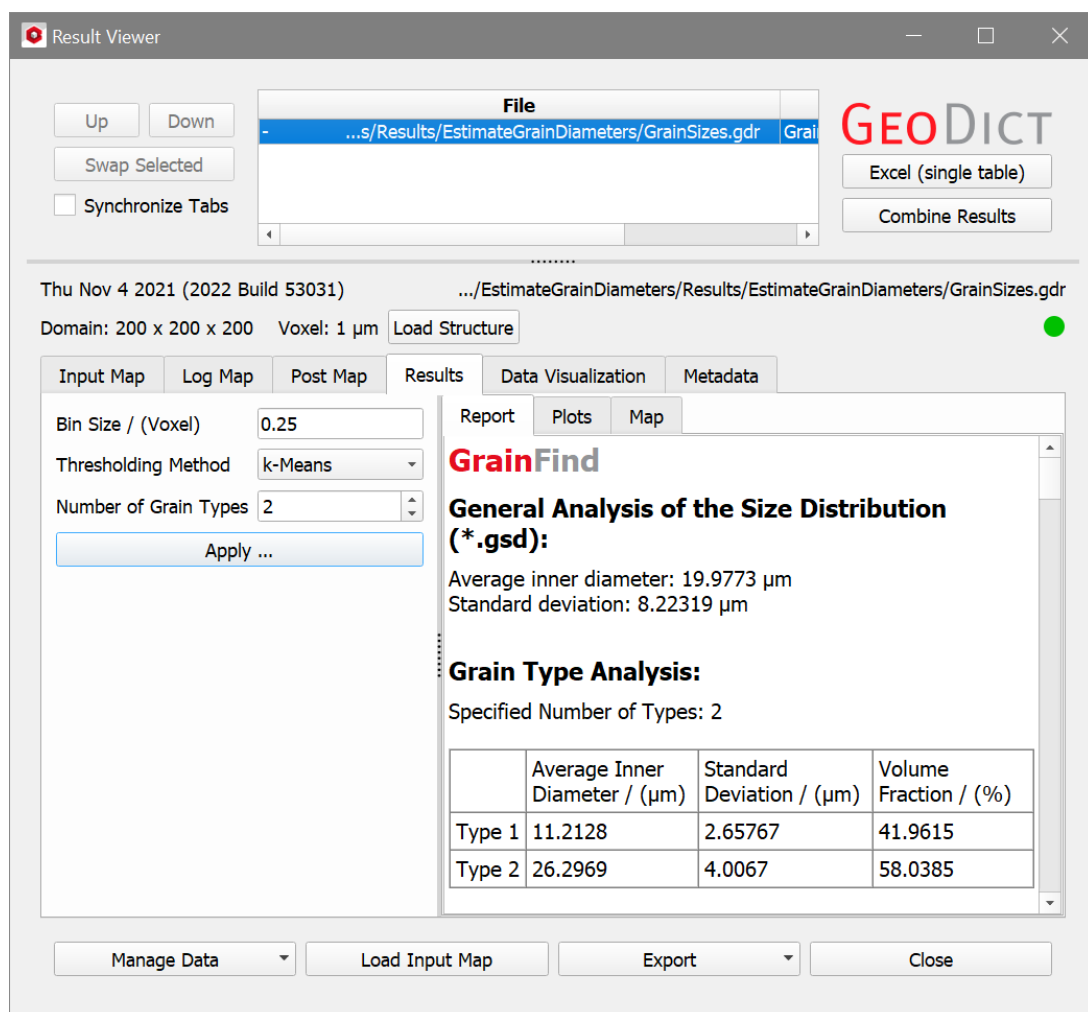 Result Viewer
Up
Down
Swap Selected
Synchronize Tabs
File
- ...s/Results/EstimateGrainDiameters/GrainSizes.gdr Grai
GEODICT
Excel (single table)
Combine Results
Thu Nov 4 2021 (2022 Build 53031) .../EstimateGrainDiameters/Results/EstimateGrainDiameters/GrainSizes.gdr
Domain: 200 x 200 x 200 Voxel: 1 µm Load Structure
Input Map Log Map Post Map Results Data Visualization Metadata
Bin Size / (Voxel) 0.25
Thresholding Method k-Means
Number of Grain Types 2
Apply ...
Report Plots Map
GrainFind
General Analysis of the Size Distribution
(*.gsd):
Average inner diameter: 19.9773 µm
Standard deviation: 8.22319 µm
Grain Type Analysis:
Specified Number of Types: 2
Average Inner Diameter / (µm) Standard Deviation / (µm) Volume Fraction / (%)
Type 1 11.2128 2.65767 41.9615
Type 2 26.2969 4.0067 58.0385
Manage Data Load Input Map Export Close